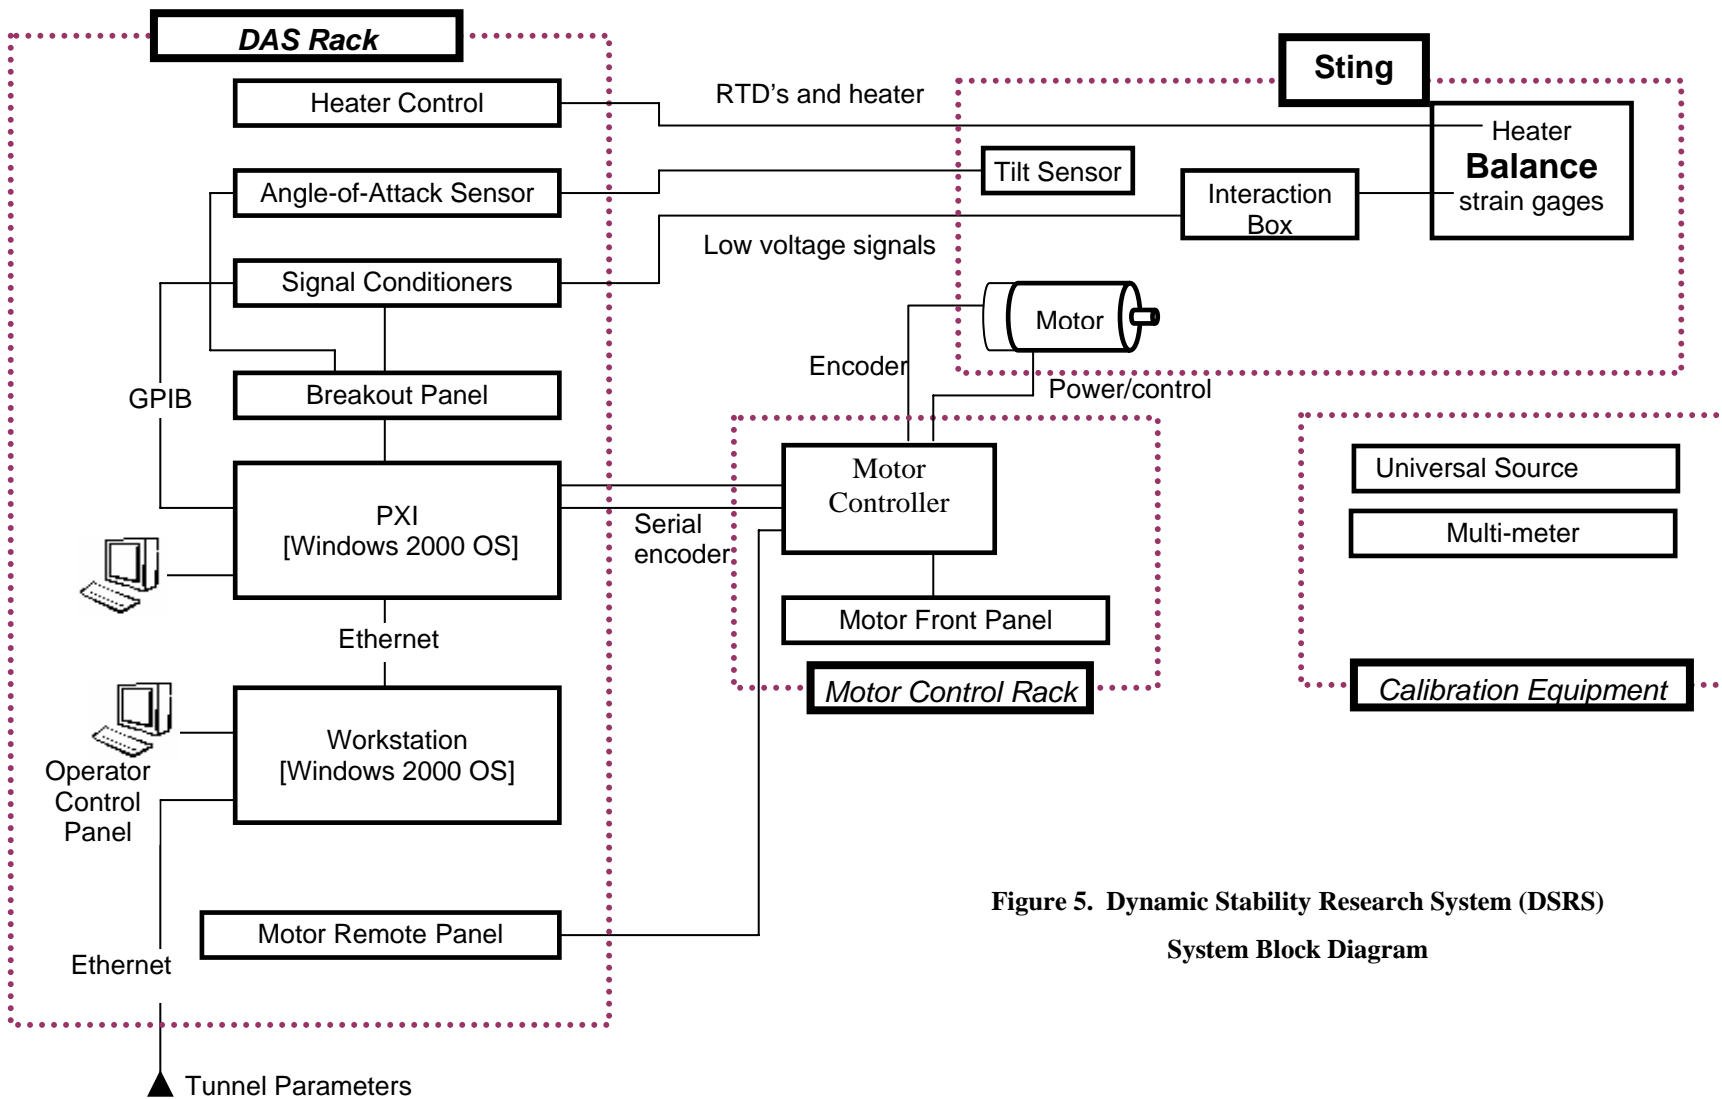 DAS Rack
Heater Control
Angle-of-Attack Sensor
Signal Conditioners
GPIB
Breakout Panel
PXI
[Windows 2000 OS]
Ethernet
Workstation
[Windows 2000 OS]
Operator
Control
Panel
Motor Remote Panel
Ethernet
Tunnel Parameters
RTD's and heater
Low voltage signals
Sting
Heater
Balance
strain gages
Tilt Sensor
Interaction
Box
Motor
Encoder
Power/control
Motor
Controller
Serial
encoder
Motor Front Panel
Motor Control Rack
Universal Source
Multi-meter
Calibration Equipment
Figure 5. Dynamic Stability Research System (DSRS)
System Block Diagram